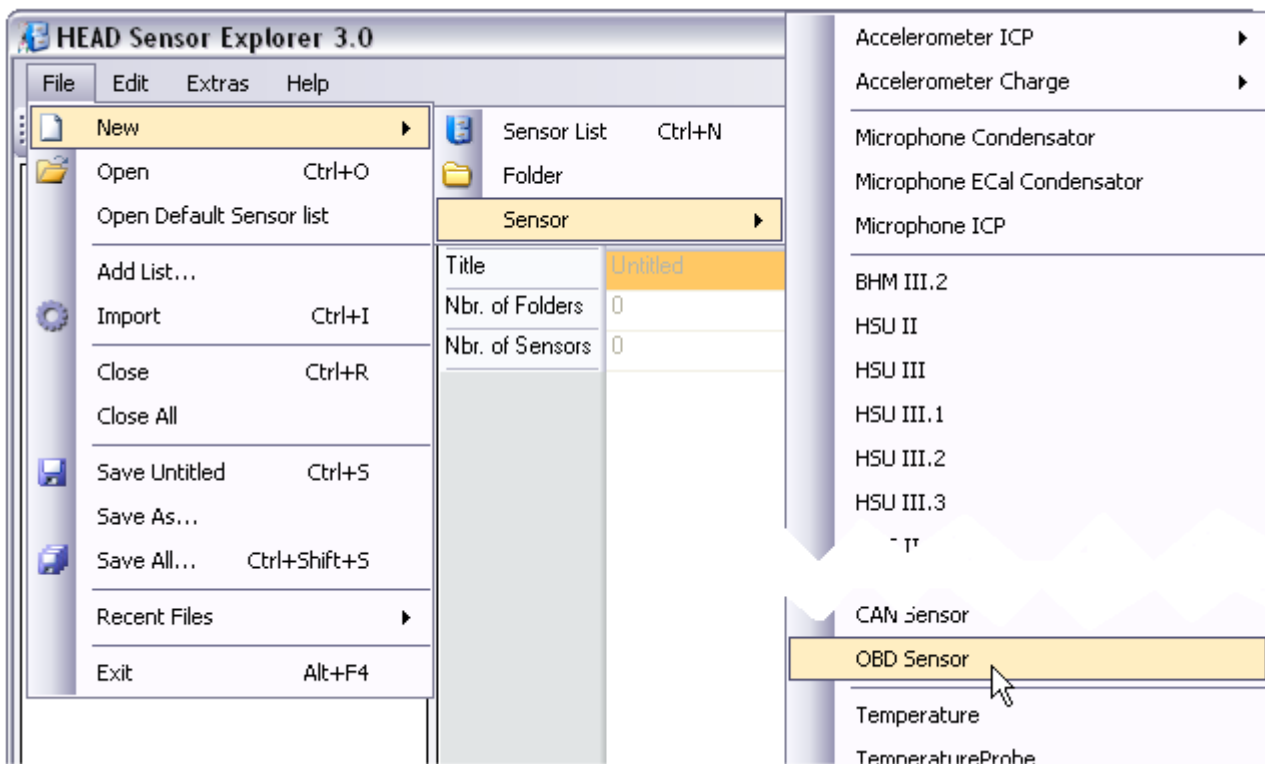 HEAD Sensor Explorer 3.0
File Edit Extras Help
New
Open Ctrl+O
Open Default Sensor list
Add List...
Import Ctrl+I
Close Ctrl+R
Close All
Save Untitled Ctrl+S
Save As...
Save All... Ctrl+Shift+S
Recent Files
Exit Alt+F4
Sensor List Ctrl+N
Folder
Sensor
Title Untitled
Nbr. of Folders 0
Nbr. of Sensors 0
Accelerometer ICP
Accelerometer Charge
Microphone Condensator
Microphone ECal Condensator
Microphone ICP
BHM III.2
HSU II
HSU III
HSU III.1
HSU III.2
HSU III.3
CAN Sensor
OBD Sensor
Temperature
TemperatureProbe